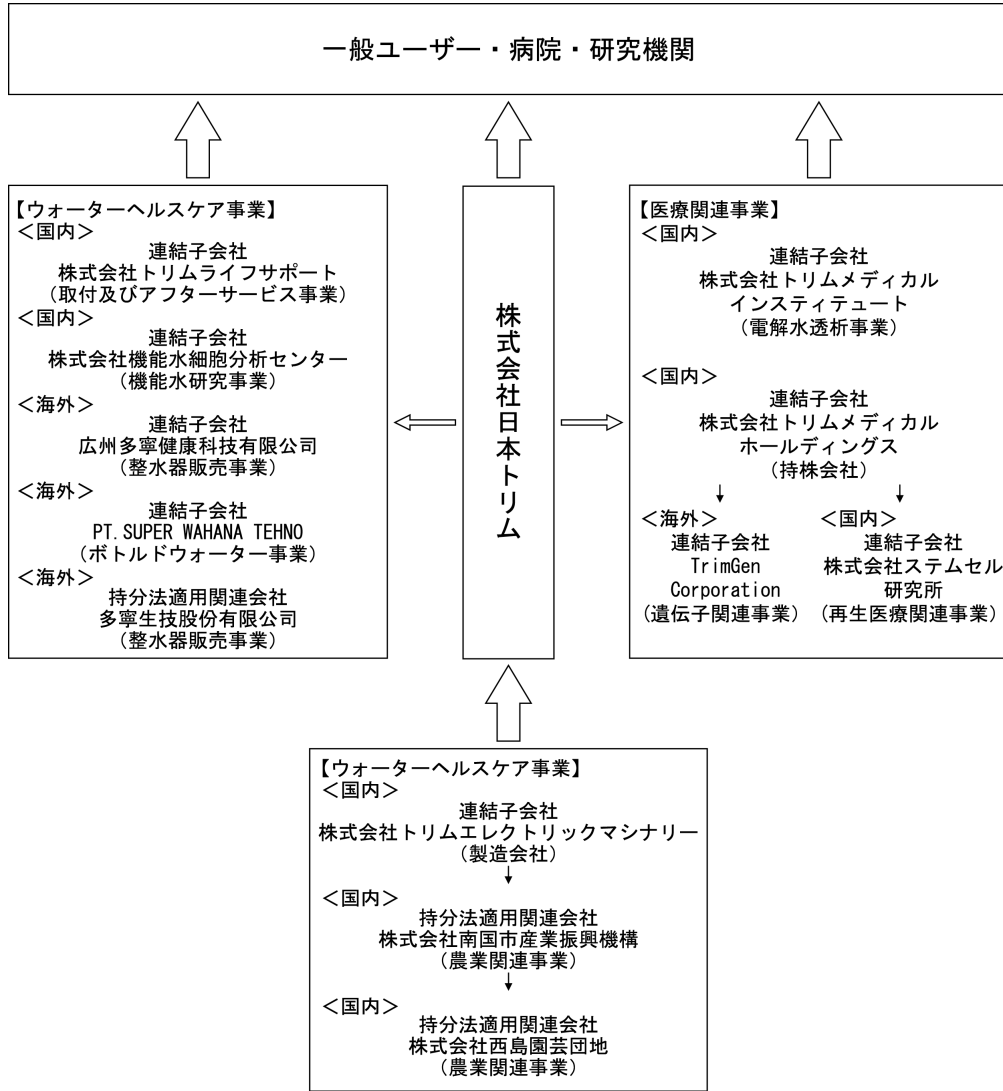 一般ユーザー・病院・研究機関
【ウォーターヘルスケア事業】
＜国内＞
連結子会社
株式会社トリムライフサポート
(取付及びアフターサービス事業)
＜国内＞
連結子会社
株式会社機能水細胞分析センター
(機能水研究事業)
＜海外＞
連結子会社
広州多寧健康科技有限公司
(整水器販売事業)
＜海外＞
連結子会社
PT.SUPER WAHANA TEHNO
(ボトルドウォーター事業)
＜海外＞
持分法適用関連会社
多寧生技股份有限公司
(整水器販売事業)
株式会社日本トリム
【医療関連事業】
＜国内＞
連結子会社
株式会社トリムメディカル
インスティテュート
(電解水透析事業)
＜国内＞
連結子会社
株式会社トリムメディカル
ホールディングス
(持株会社)
↓
＜海外＞
連結子会社
TrimGen
Corporation
(遺伝子関連事業)
↓
＜国内＞
連結子会社
株式会社ステムセル
研究所
(再生医療関連事業)
【ウォーターヘルスケア事業】
＜国内＞
連結子会社
株式会社トリムエレクトリックマシナリー
(製造会社)
↓
＜国内＞
持分法適用関連会社
株式会社南国市産業振興機構
(農業関連事業)
↓
＜国内＞
持分法適用関連会社
株式会社西島園芸団地
(農業関連事業)